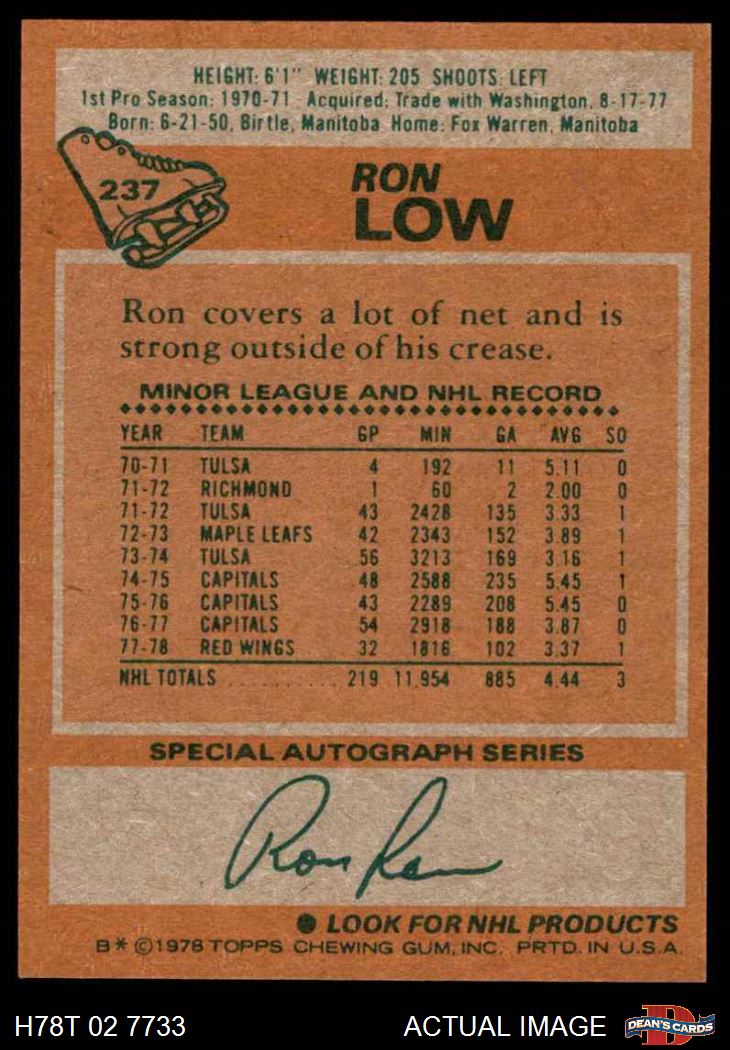 HEIGHT: 6'1" WEIGHT: 205 SHOOTS: LEFT
1st Pro Season: 1970-71 Acquired: Trade with Washington, 8-17-77
Born: 6-21-50, Birtle, Manitoba Home: Fox Warren, Manitoba
237
RON
LOW
Ron covers a lot of net and is
strong outside of his crease.
MINOR LEAGUE AND NHL RECORD
YEAR TEAM GP MIN GA AVG SO
70-71 TULSA 4 192 11 5.11 0
71-72 RICHMOND 1 60 2 2.00 0
71-72 TULSA 43 2428 135 3.33 1
72-73 MAPLE LEAFS 42 2343 152 3.89 1
73-74 TULSA 56 3213 169 3.16 1
74-75 CAPITALS 48 2588 235 5.45 1
75-76 CAPITALS 43 2289 208 5.45 0
76-77 CAPITALS 54 2918 188 3.87 0
77-78 RED WINGS 32 1816 102 3.37 1
NHL TOTALS .......... 219 11,954 885 4.44 3
SPECIAL AUTOGRAPH SERIES
Ron Low
● LOOK FOR NHL PRODUCTS
B* ©1978 TOPPS CHEWING GUM, INC. PRTD. IN U.S.A.
H78T 02 7733 ACTUAL IMAGE D DEAN'S CARDS